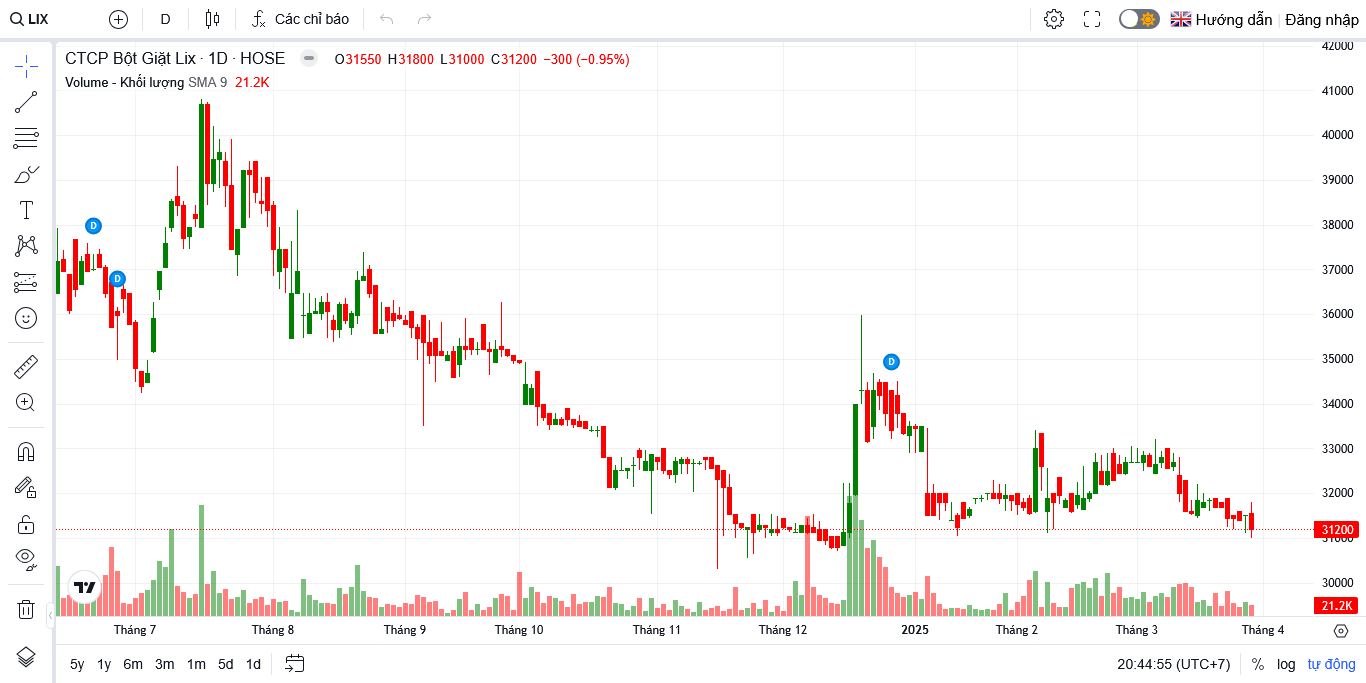 LIX D Các chỉ báo Hướng dẫn Đăng nhập
CTCP Bột Giặt Lix · 1D · HOSE O31550 H31800 L31000 C31200 −300 (−0.95%)
Volume - Khối lượng SMA 9 21.2K
42000
41000
40000
39000
38000
37000
36000
35000
34000
33000
32000
31200
31000
30000
21.2K
D
D
D
Tháng 7 Tháng 8 Tháng 9 Tháng 10 Tháng 11 Tháng 12 2025 Tháng 2 Tháng 3 Tháng 4
5y 1y 6m 3m 1m 5d 1d 20:44:55 (UTC+7) % log tự động